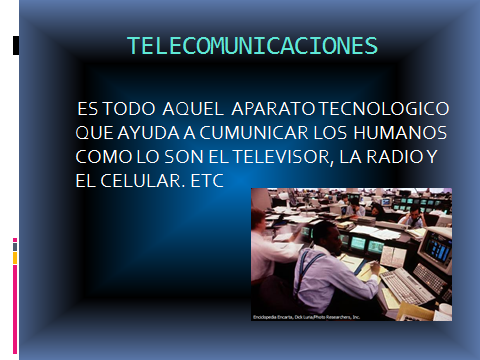 TELECOMUNICACIONES
ES TODO AQUEL APARATO TECNOLOGICO
QUE AYUDA A CUMUNICAR LOS HUMANOS
COMO LO SON EL TELEVISOR, LA RADIO Y
EL CELULAR. ETC
Enciclopedia Encarta, Dick Luria/Photo Researchers, Inc.